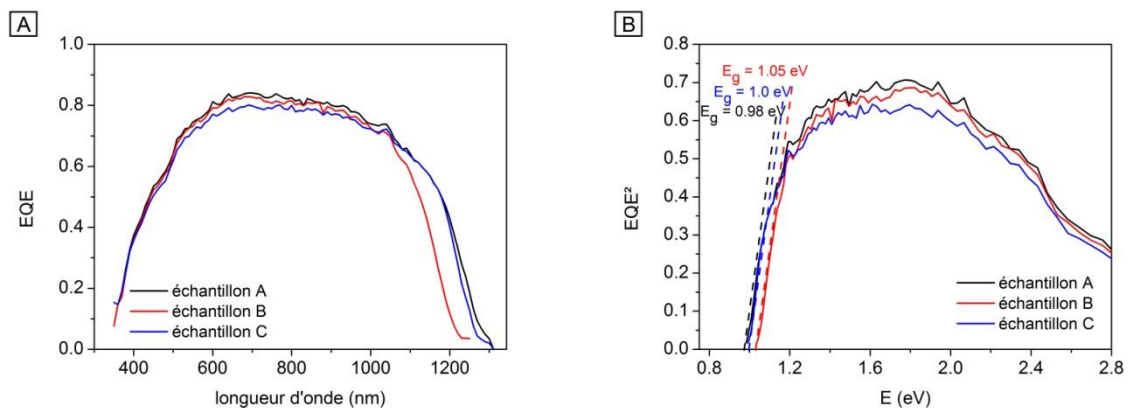 A
EQE
1.0
0.8
0.6
0.4
0.2
0.0
échantillon A
échantillon B
échantillon C
400
600
800
1000
1200
longueur d'onde (nm)
B
EQE²
0.8
0.7
0.6
0.5
0.4
0.3
0.2
0.1
0.0
Eg = 1.05 eV
Eg = 1.0 eV
Eg = 0.98 eV
échantillon A
échantillon B
échantillon C
0.8
1.2
1.6
2.0
2.4
2.8
E (eV)